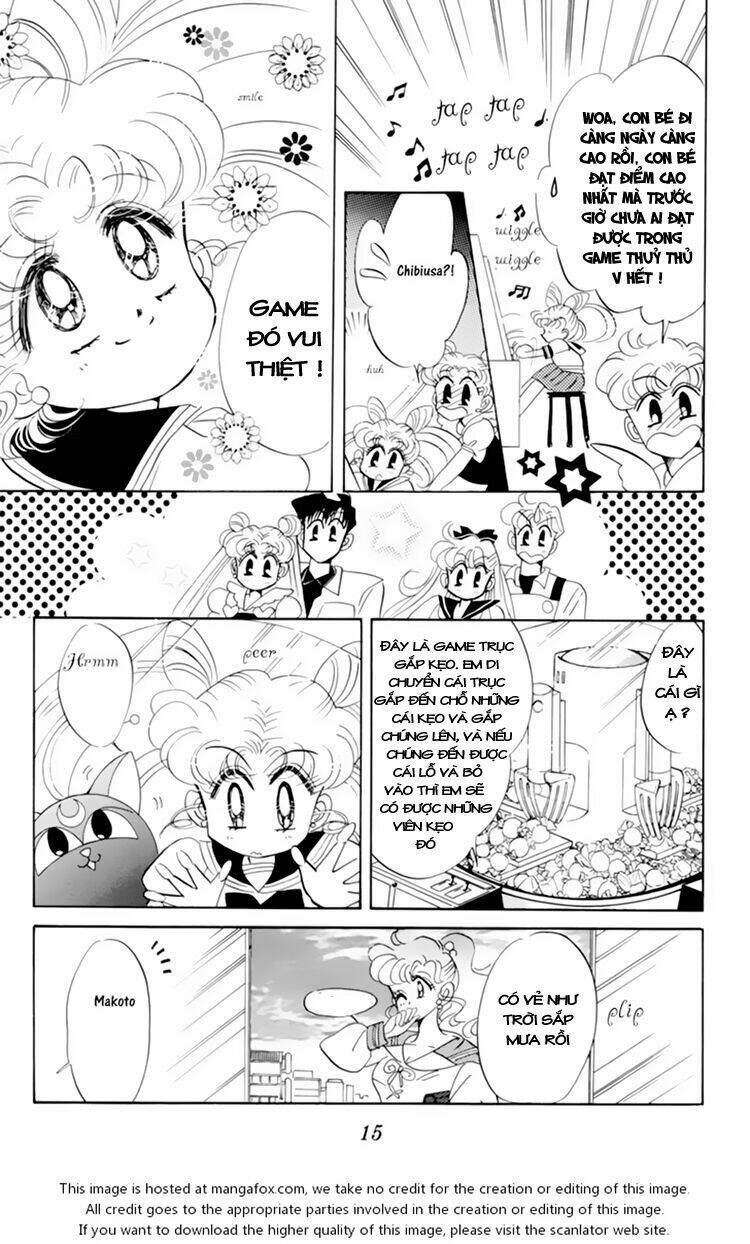 smile
tap tap
tap tap
WOA, CON BÉ ĐI
CÀNG NGÀY CÀNG
CAO RỒI, CON BÉ
ĐẠT ĐIỂM CAO
NHẤT MÀ TRƯỚC
GIỜ CHƯA AI ĐẠT
ĐƯỢC TRONG
GAME THUỶ THỦ
V HẾT !
wiggle
wiggle
Chibiusa?!
huh
GAME
ĐÓ VUI
THIỆT !
Hrmm
peer
ĐÂY LÀ GAME TRỤC
GẮP KẸO. EM DI
CHUYỂN CÁI TRỤC
GẮP ĐẾN CHỖ NHỮNG
CÁI KẸO VÀ GẮP
CHÚNG LÊN, VÀ NẾU
CHÚNG ĐẾN ĐƯỢC
CÁI LỖ VÀ BỎ
VÀO THÌ EM SẼ
CÓ ĐƯỢC NHỮNG
VIÊN KẸO
ĐÓ
ĐÂY
LÀ
CÁI GÌ
Ạ ?
Makoto
CÓ VẺ NHƯ
TRỜI SẮP
MƯA RỒI
plip
15
This image is hosted at mangafox.com, we take no credit for the creation or editing of this image.
All credit goes to the appropriate parties involved in the creation or editing of this image.
If you want to download the higher quality of this image, please visit the scanlator web site.